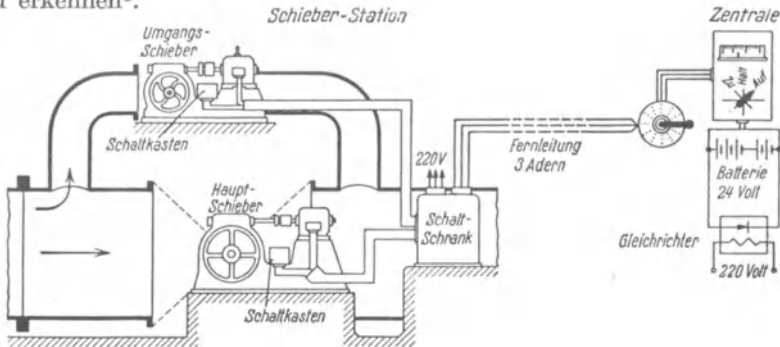 erkennen-.
Schieber-Station
Zentrale
Umgangs-
Schieber
Schaltkasten
Zu
Halt
Auf
220V
Fernleitung
3 Adern
Batterie
24 Volt
Haupt-
Schieber
Schalt-
Schrank
Gleichrichter
220 Volt
Schaltkasten